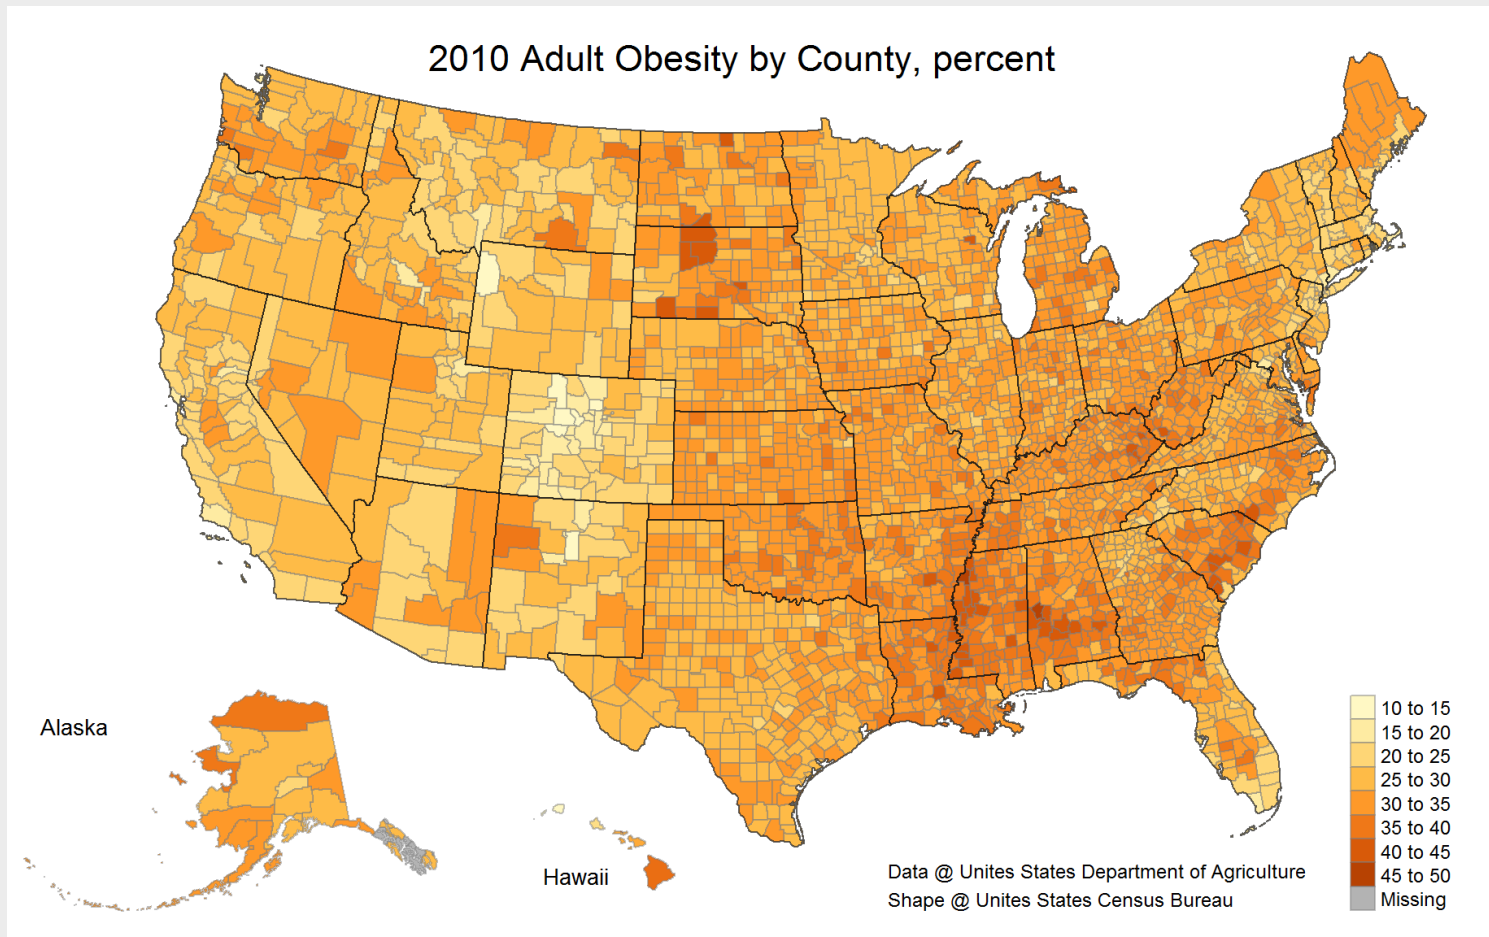 2010 Adult Obesity by County, percent
Alaska
Hawaii
10 to 15
15 to 20
20 to 25
25 to 30
30 to 35
35 to 40
40 to 45
45 to 50
Missing
Data @ Unites States Department of Agriculture
Shape @ Unites States Census Bureau